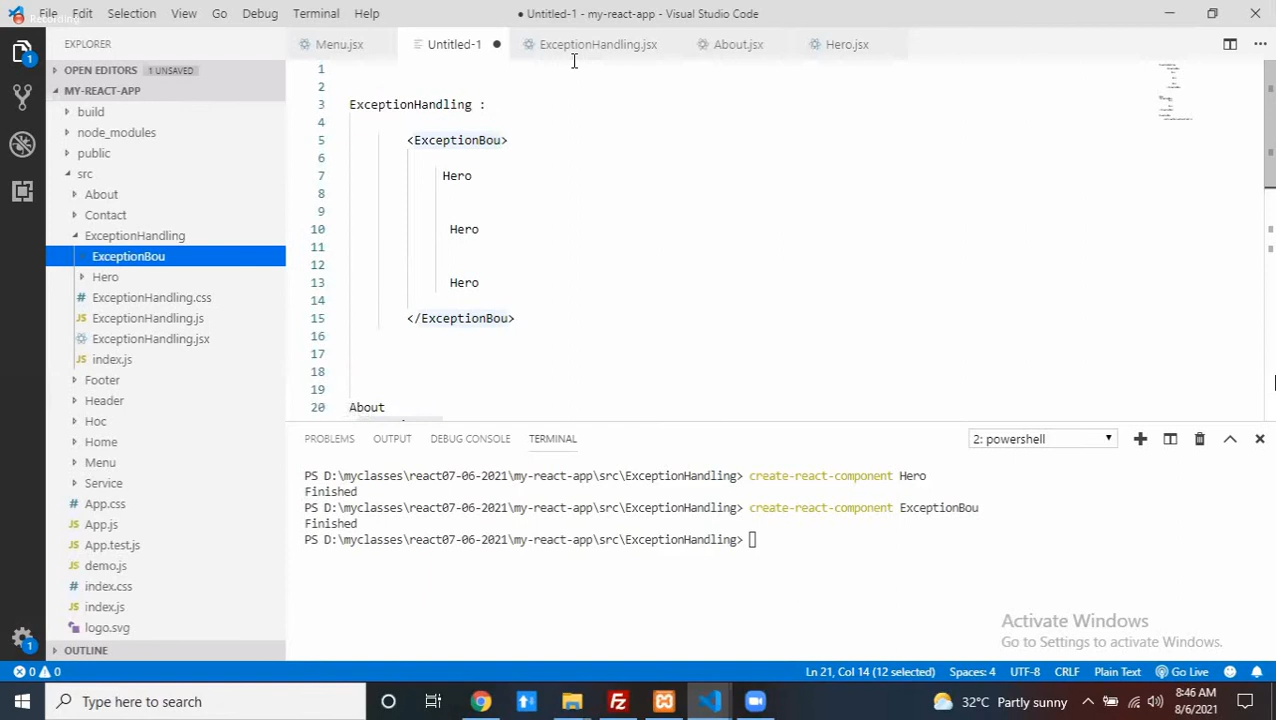 Recording
File Edit Selection View Go Debug Terminal Help
● Untitled-1 - my-react-app - Visual Studio Code
EXPLORER
Menu.jsx
Untitled-1
ExceptionHandling.jsx
About.jsx
Hero.jsx
OPEN EDITORS 1 UNSAVED
MY-REACT-APP
build
node_modules
public
src
About
Contact
ExceptionHandling
ExceptionBou
Hero
ExceptionHandling.css
ExceptionHandling.js
ExceptionHandling.jsx
index.js
Footer
Header
Hoc
Home
Menu
Service
App.css
App.js
App.test.js
demo.js
index.css
index.js
logo.svg
OUTLINE
1
2
3 ExceptionHandling :
4
5 <ExceptionBou>
6
7 Hero
8
9
10 Hero
11
12
13 Hero
14
15 </ExceptionBou>
16
17
18
19
20 About
PROBLEMS OUTPUT DEBUG CONSOLE TERMINAL
2: powershell
PS D:\myclasses\react07-06-2021\my-react-app\src\ExceptionHandling> create-react-component Hero
Finished
PS D:\myclasses\react07-06-2021\my-react-app\src\ExceptionHandling> create-react-component ExceptionBou
Finished
PS D:\myclasses\react07-06-2021\my-react-app\src\ExceptionHandling>
Activate Windows
Go to Settings to activate Windows.
0 0
Ln 21, Col 14 (12 selected) Spaces: 4 UTF-8 CRLF Plain Text Go Live
Type here to search
32°C Partly sunny
8:46 AM
8/6/2021